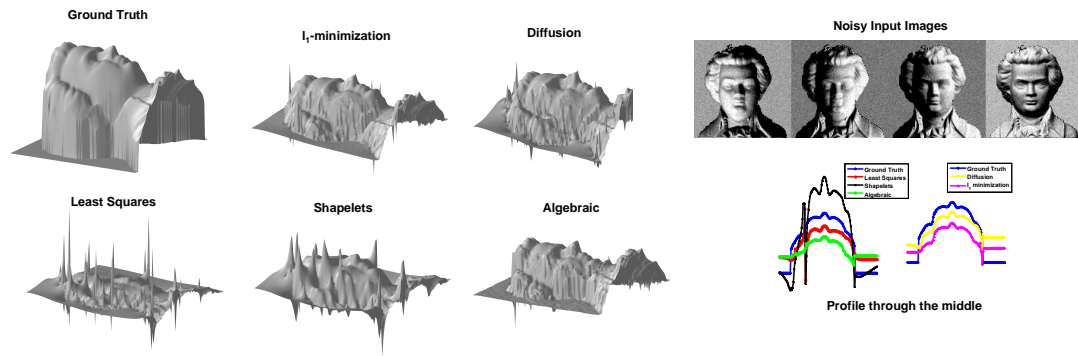 Ground Truth
l1-minimization
Diffusion
Noisy Input Images
Least Squares
Shapelets
Algebraic
Ground Truth
Least Squares
Shapelets
Algebraic
Ground Truth
Diffusion
l1 minimization
Profile through the middle